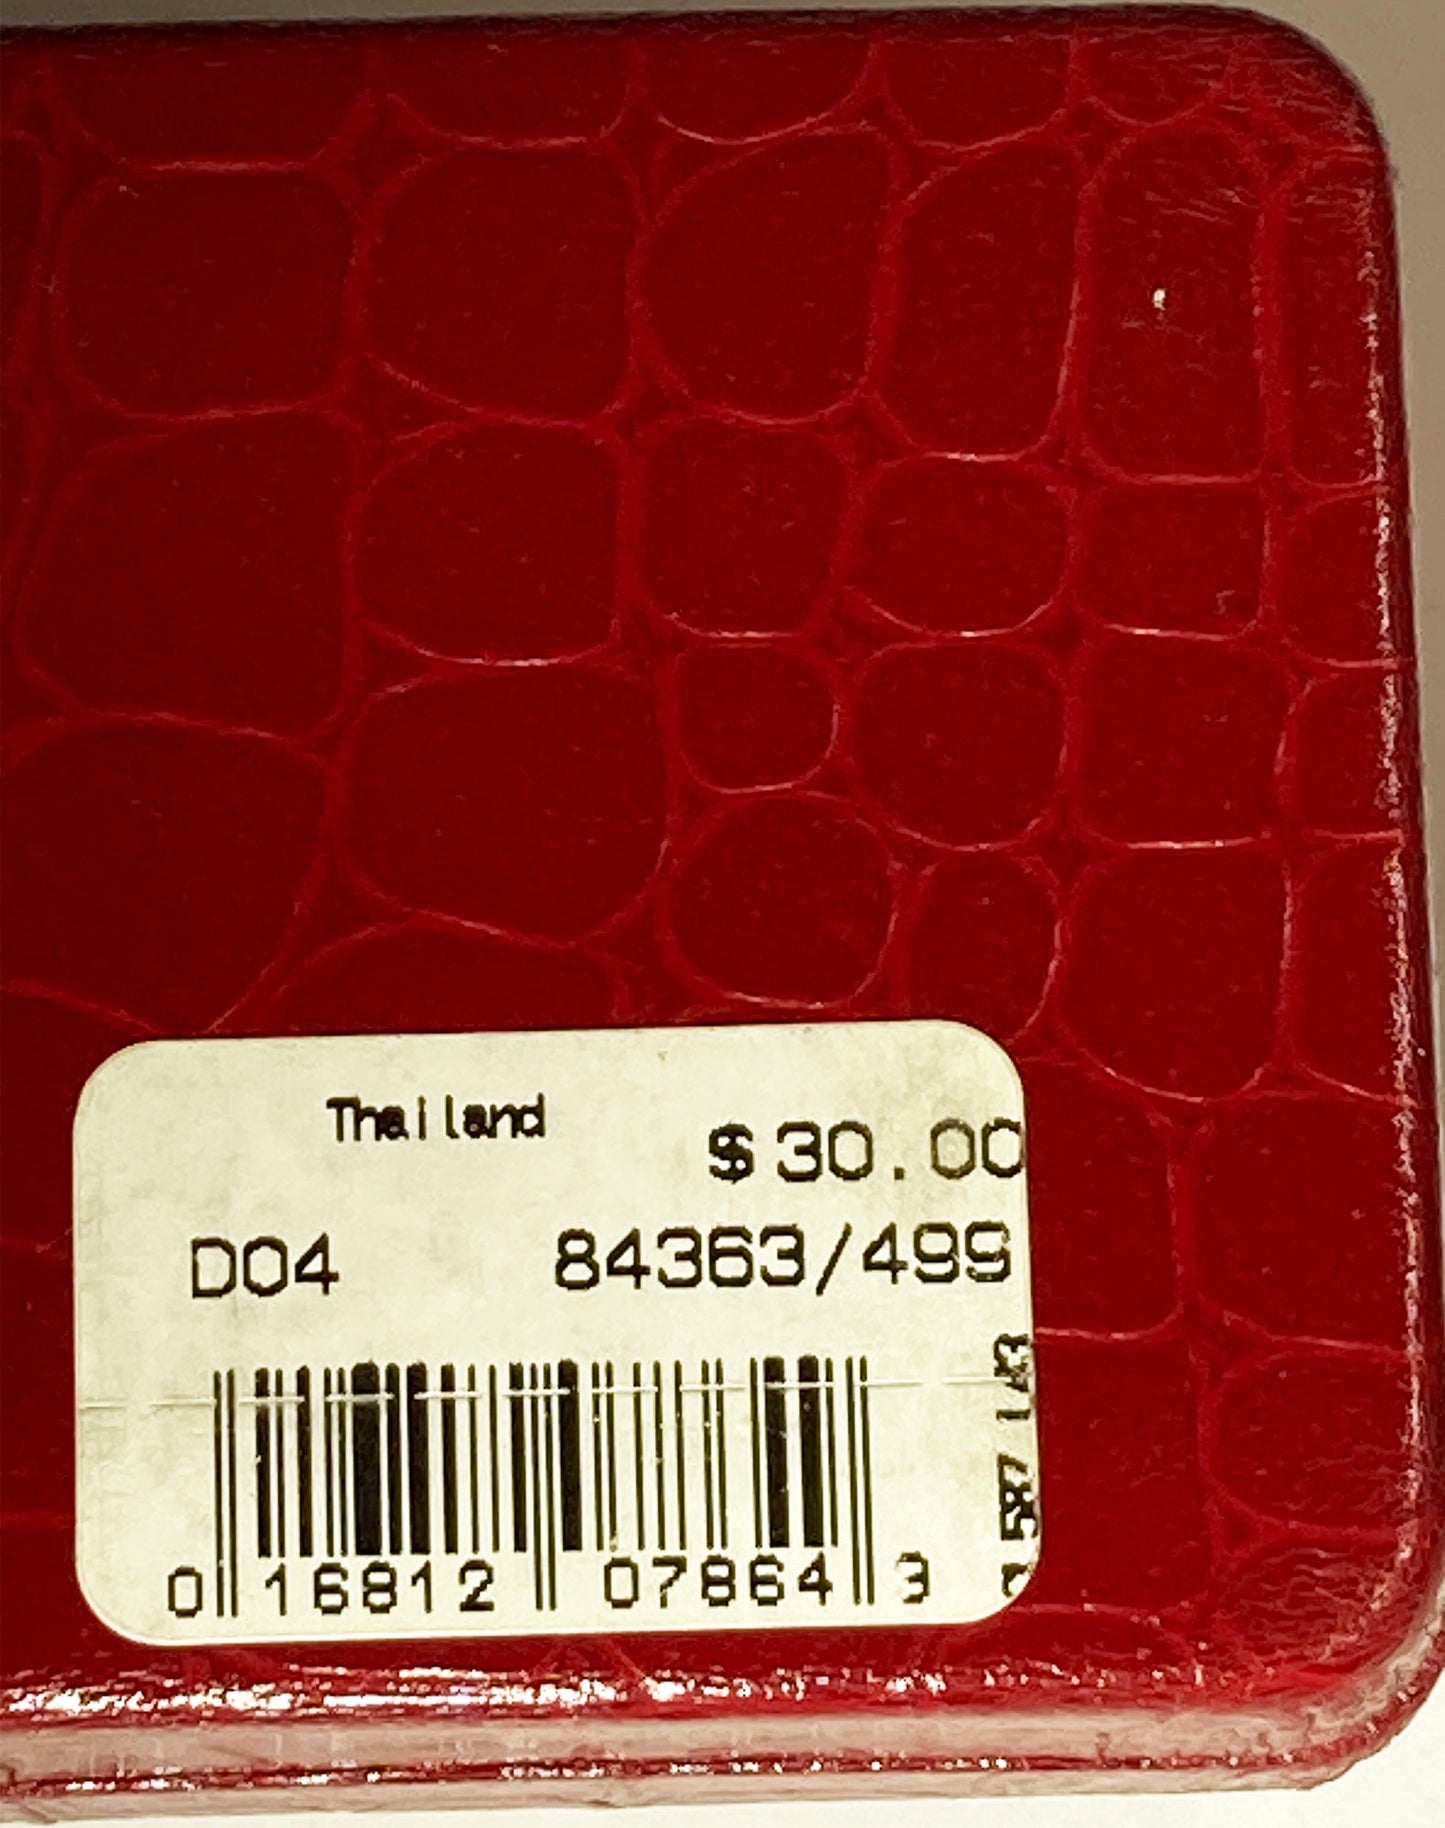 Thailand
$30.00
D04 84363/499
0 16812 07864 3